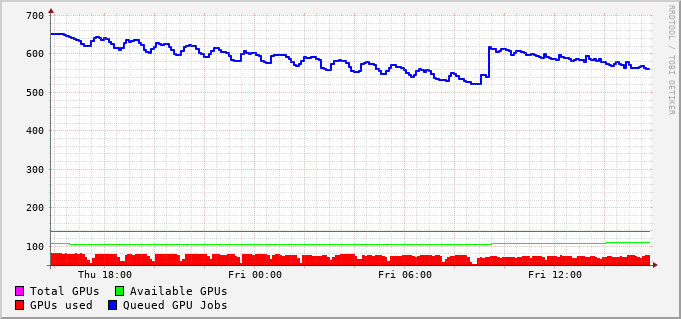 700
600
500
400
300
200
100
Thu 18:00 Fri 00:00 Fri 06:00 Fri 12:00
Total GPUs Available GPUs
GPUs used Queued GPU Jobs
RRDTOOL / TOBI OETIKER